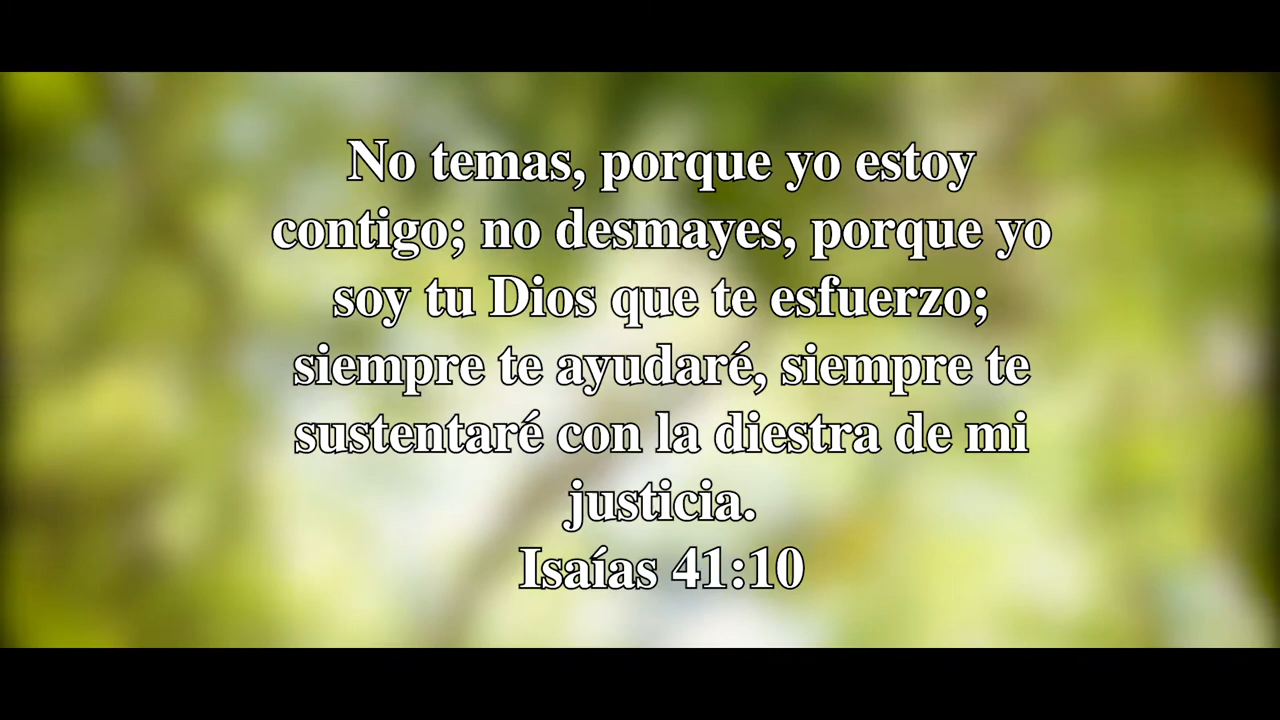 No temas, porque yo estoy
contigo; no desmayes, porque yo
soy tu Dios que te esfuerzo;
siempre te ayudaré, siempre te
sustentaré con la diestra de mi
justicia.
Isaías 41:10